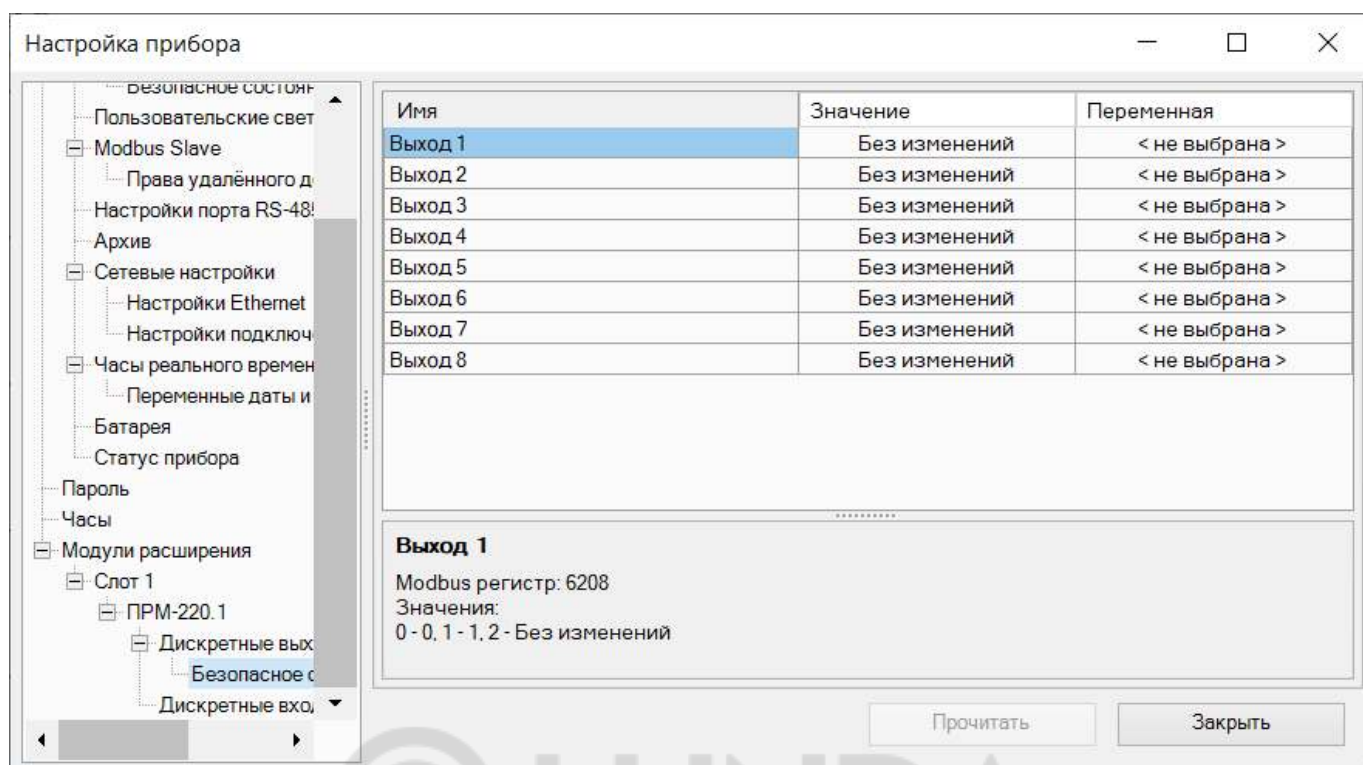 Настройка прибора
Безопасное состоян
Пользовательские свет
Modbus Slave
Права удалённого д
Настройки порта RS-48
Архив
Сетевые настройки
Настройки Ethernet
Настройки подключ
Часы реального времен
Переменные даты и
Батарея
Статус прибора
Пароль
Часы
Модули расширения
Слот 1
ПРМ-220.1
Дискретные вых
Безопасное с
Дискретные вхо
Имя Значение Переменная
Выход 1 Без изменений < не выбрана >
Выход 2 Без изменений < не выбрана >
Выход 3 Без изменений < не выбрана >
Выход 4 Без изменений < не выбрана >
Выход 5 Без изменений < не выбрана >
Выход 6 Без изменений < не выбрана >
Выход 7 Без изменений < не выбрана >
Выход 8 Без изменений < не выбрана >
Выход 1
Modbus регистр: 6208
Значения:
0 - 0, 1 - 1, 2 - Без изменений
Прочитать Закрыть